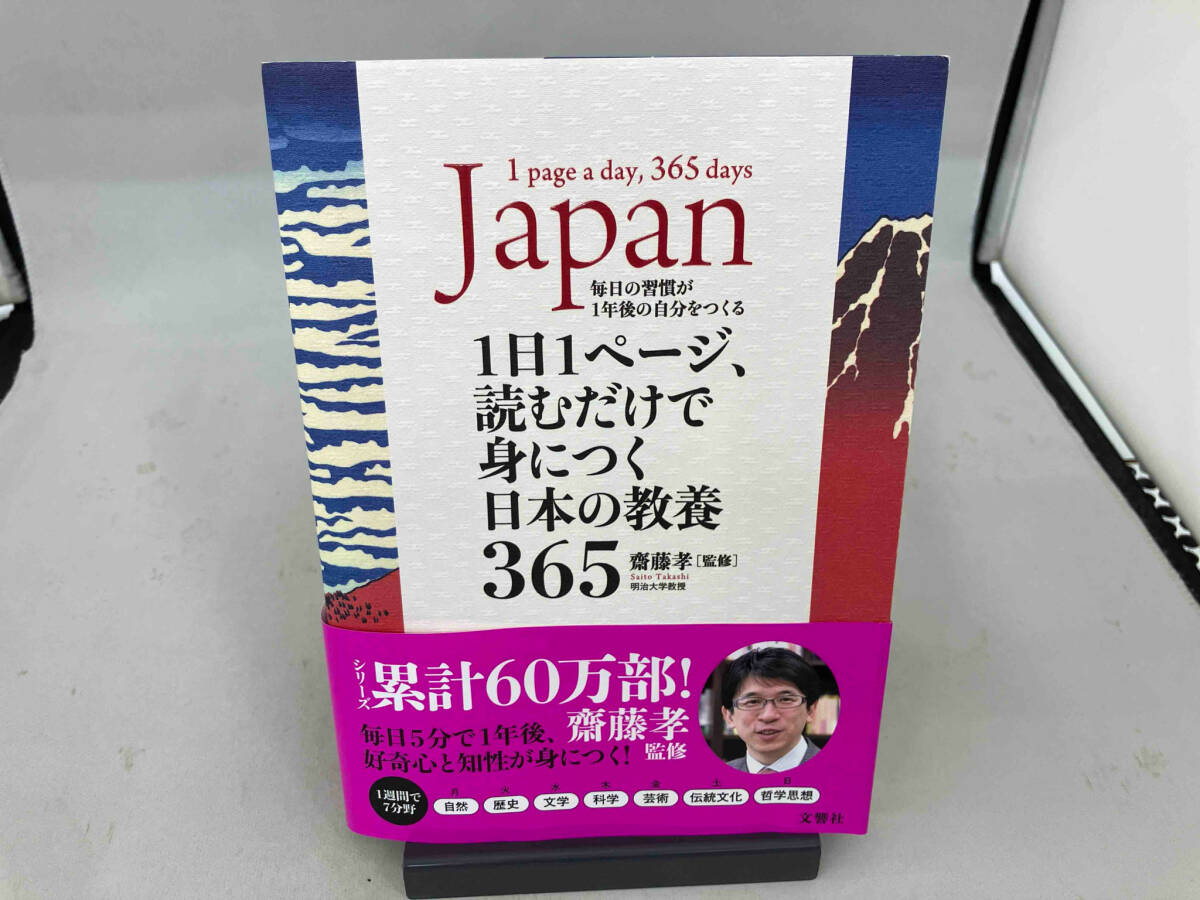 1 page a day, 365 days
Japan
毎日の習慣が
1年後の自分をつくる
1日1ページ、
読むだけで
身につく
日本の教養
365
齋藤孝[監修]
Saito Takashi
明治大学教授
シリーズ
累計60万部!
毎日5分で1年後、
好奇心と知性が身につく!
齋藤孝
監修
1週間で
7分野
月 火 水 木 金 土 日
自然 歴史 文学 科学 芸術 伝統文化 哲学思想
文響社